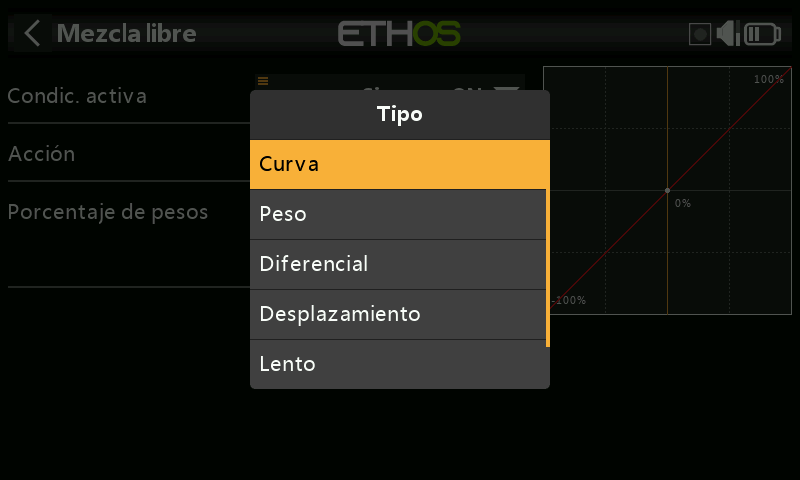 Mezcla libre
ETHOS
Condic. activa
Acción
Porcentaje de pesos
Tipo
Curva
Peso
Diferencial
Desplazamiento
Lento
100%
0%
-100%